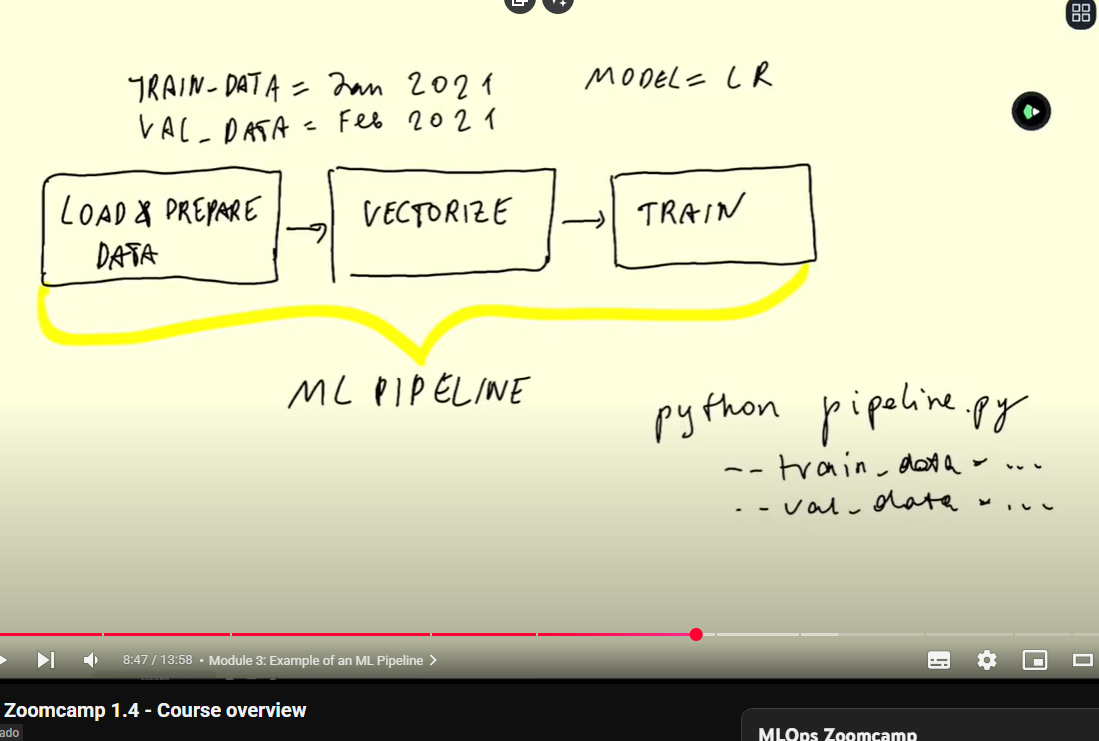 TRAIN-DATA = Jan 2021
MODEL = LR
VAL_DATA = Feb 2021
LOAD & PREPARE
DATA
VECTORIZE
TRAIN
ML PIPELINE
python pipeline.py
--train_data = ...
--val_data = ...
8:47 / 13:58 • Module 3: Example of an ML Pipeline
Zoomcamp 1.4 - Course overview
ado
MLOps Zoomcamp